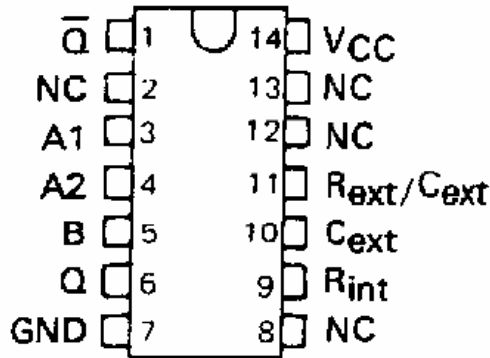 Q̅ 1 14 VCC
NC 2 13 NC
A1 3 12 NC
A2 4 11 Rext/Cext
B 5 10 Cext
Q 6 9 Rint
GND 7 8 NC